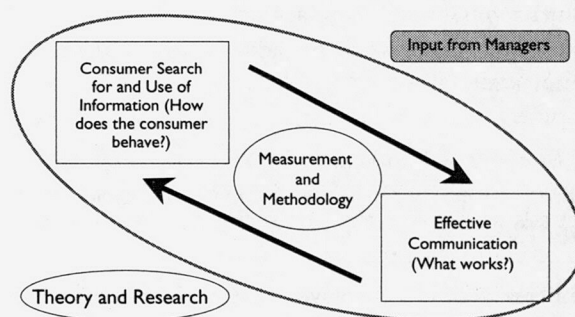 Input from Managers
Consumer Search
for and Use of
Information (How
does the consumer
behave?)
Measurement
and
Methodology
Effective
Communication
(What works?)
Theory and Research